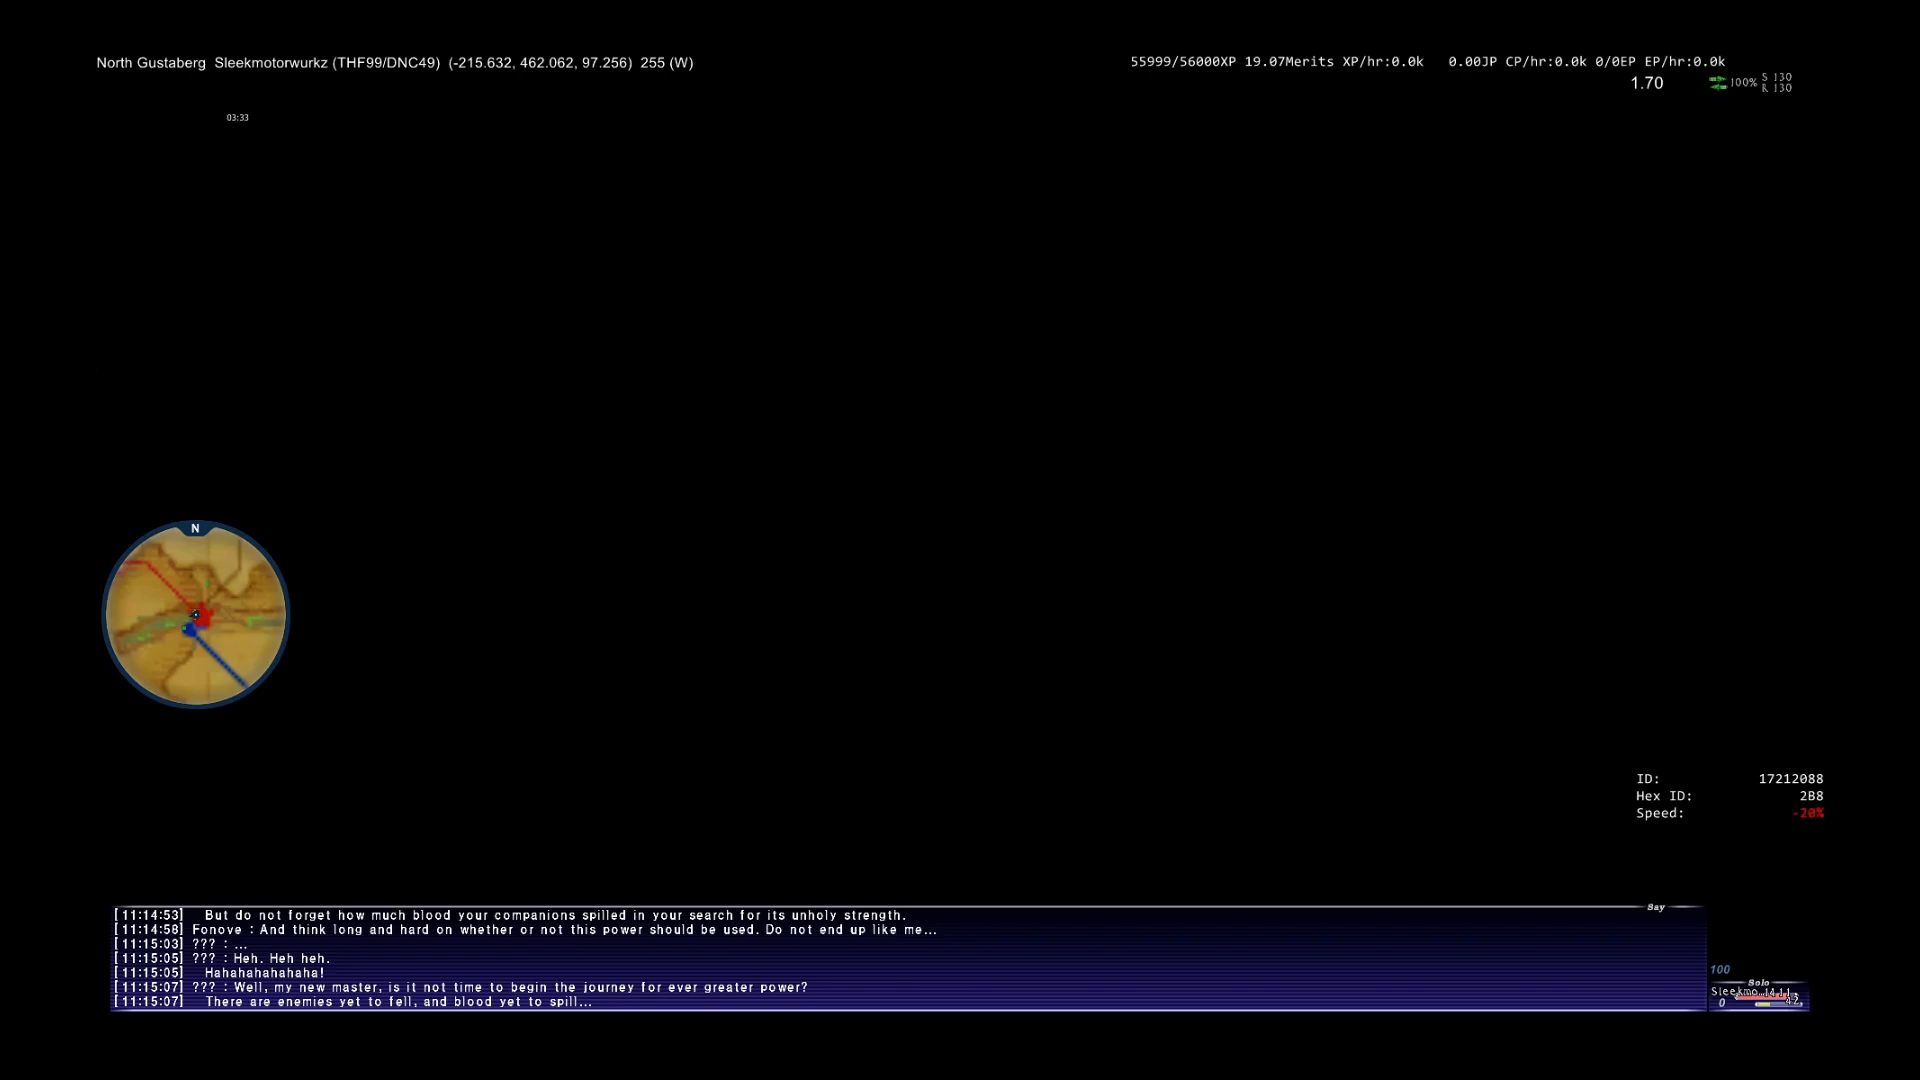 North Gustaberg  Sleekmotorwurkz (THF99/DNC49)  (-215.632, 462.062, 97.256)  255 (W)
55999/56000XP 19.07Merits XP/hr:0.0k   0.00JP CP/hr:0.0k 0/0EP EP/hr:0.0k
1.70
100% S 130
R 130
03:33
N
ID: 17212088
Hex ID: 2B8
Speed: -20%
Say
[11:14:53]  But do not forget how much blood your companions spilled in your search for its unholy strength.
[11:14:58] Fonove : And think long and hard on whether or not this power should be used. Do not end up like me...
[11:15:03] ??? : ...
[11:15:05] ??? : Heh. Heh heh.
[11:15:05]  Hahahahahahaha!
[11:15:07] ??? : Well, my new master, is it not time to begin the journey for ever greater power?
[11:15:07]  There are enemies yet to fell, and blood yet to spill...
100
Solo
Sleekmo
0